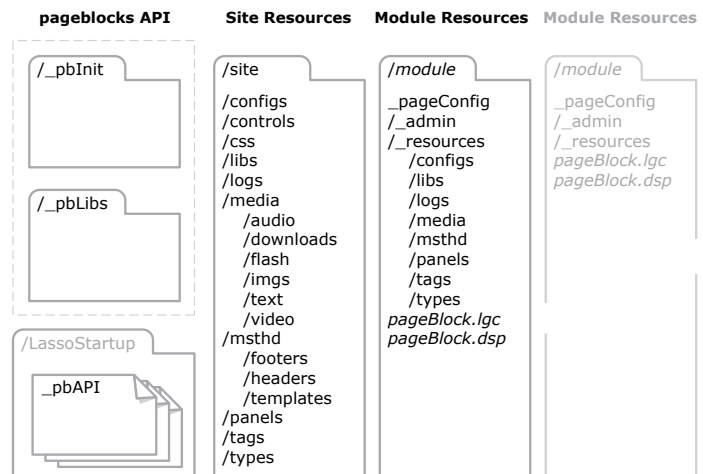 pageblocks API
/_pbInit
/_pbLibs
/LassoStartup
_pbAPI
Site Resources
/site
/configs
/controls
/css
/libs
/logs
/media
/audio
/downloads
/flash
/imgs
/text
/video
/msthd
/footers
/headers
/templates
/panels
/tags
/types
Module Resources
/module
_pageConfig
/_admin
/_resources
/configs
/libs
/logs
/media
/msthd
/panels
/tags
/types
pageBlock.lgc
pageBlock.dsp
Module Resources
/module
_pageConfig
/_admin
/_resources
pageBlock.lgc
pageBlock.dsp